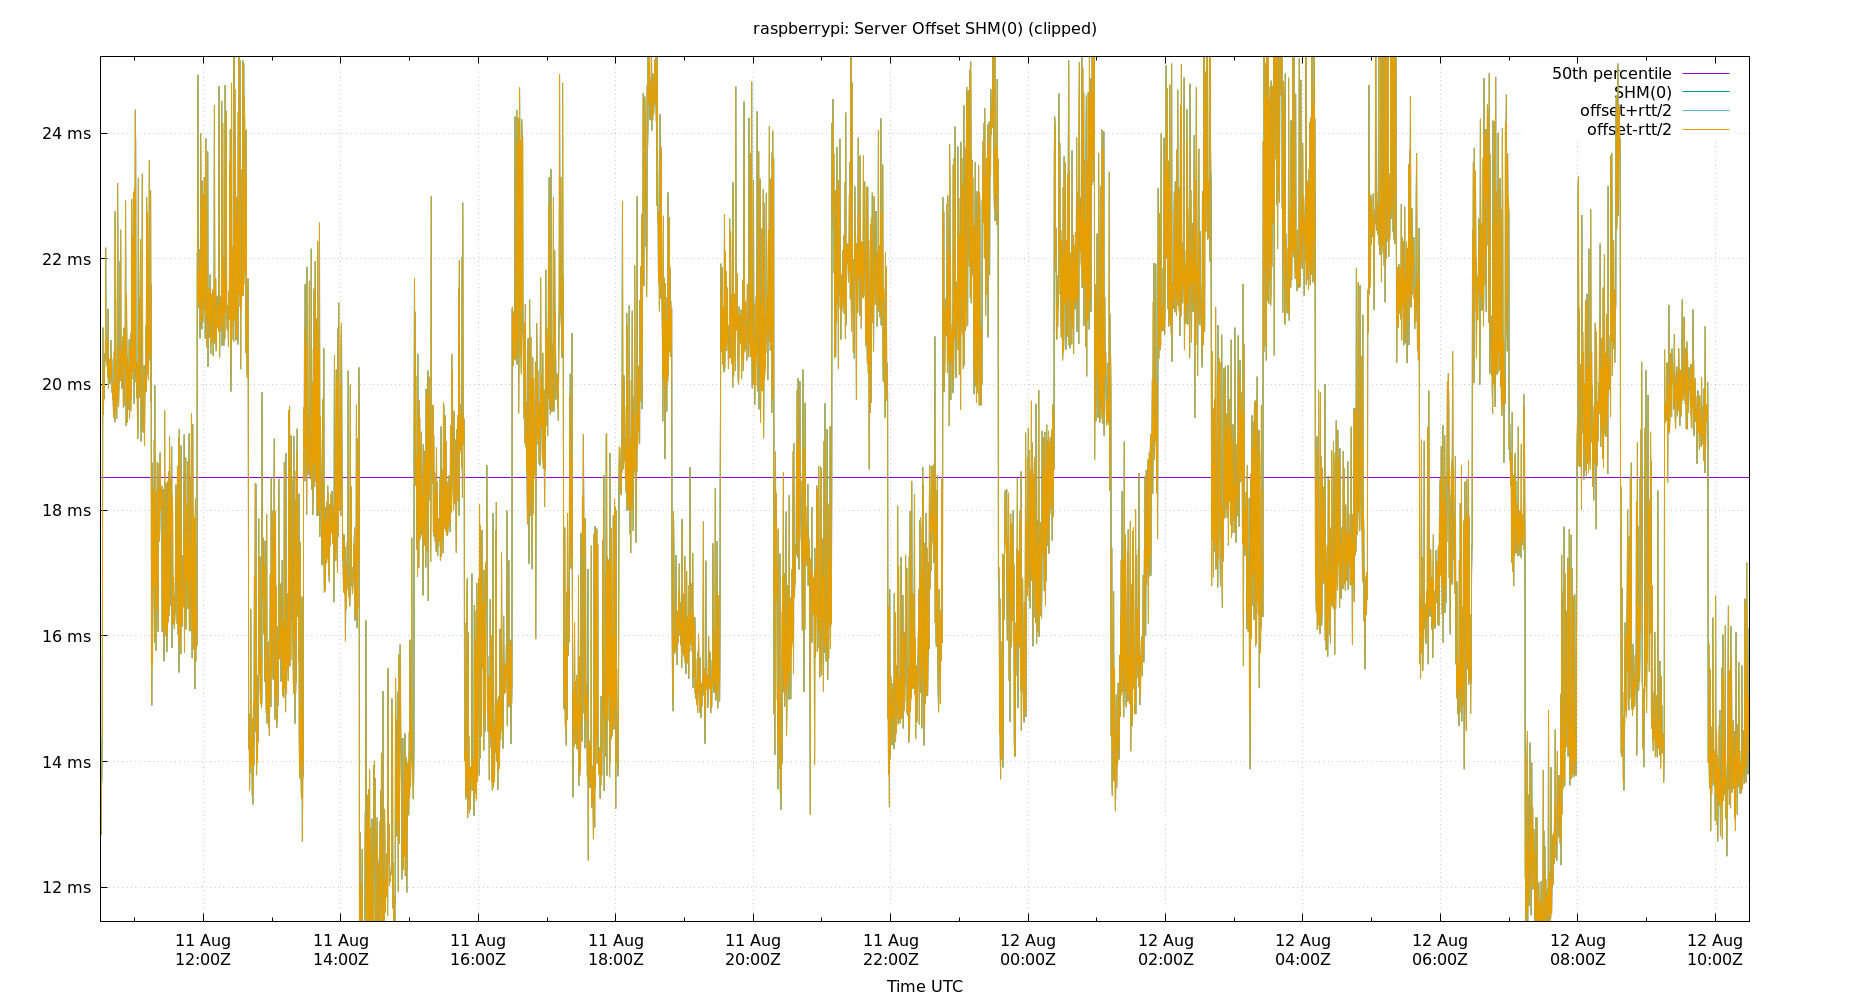 raspberrypi: Server Offset SHM(0) (clipped)
50th percentile
SHM(0)
offset+rtt/2
offset-rtt/2
24 ms
22 ms
20 ms
18 ms
16 ms
14 ms
12 ms
11 Aug 11 Aug 11 Aug 11 Aug 11 Aug 11 Aug 12 Aug 12 Aug 12 Aug 12 Aug 12 Aug 12 Aug
12:00Z 14:00Z 16:00Z 18:00Z 20:00Z 22:00Z 00:00Z 02:00Z 04:00Z 06:00Z 08:00Z 10:00Z
Time UTC